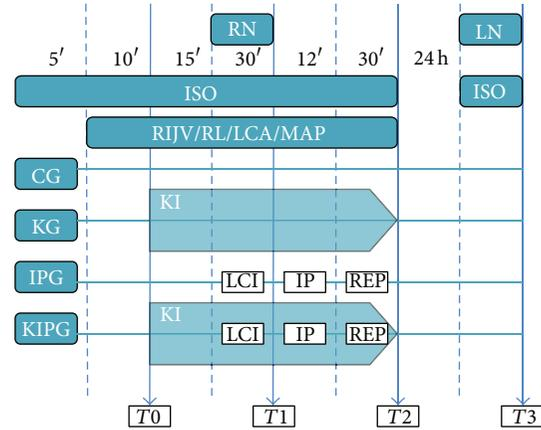 RN LN
5′ 10′ 15′ 30′ 12′ 30′ 24 h
ISO ISO
RIJV/RL/LCA/MAP
CG
KI
KG
IPG LCI IP REP
KI
KIPG LCI IP REP
T0 T1 T2 T3